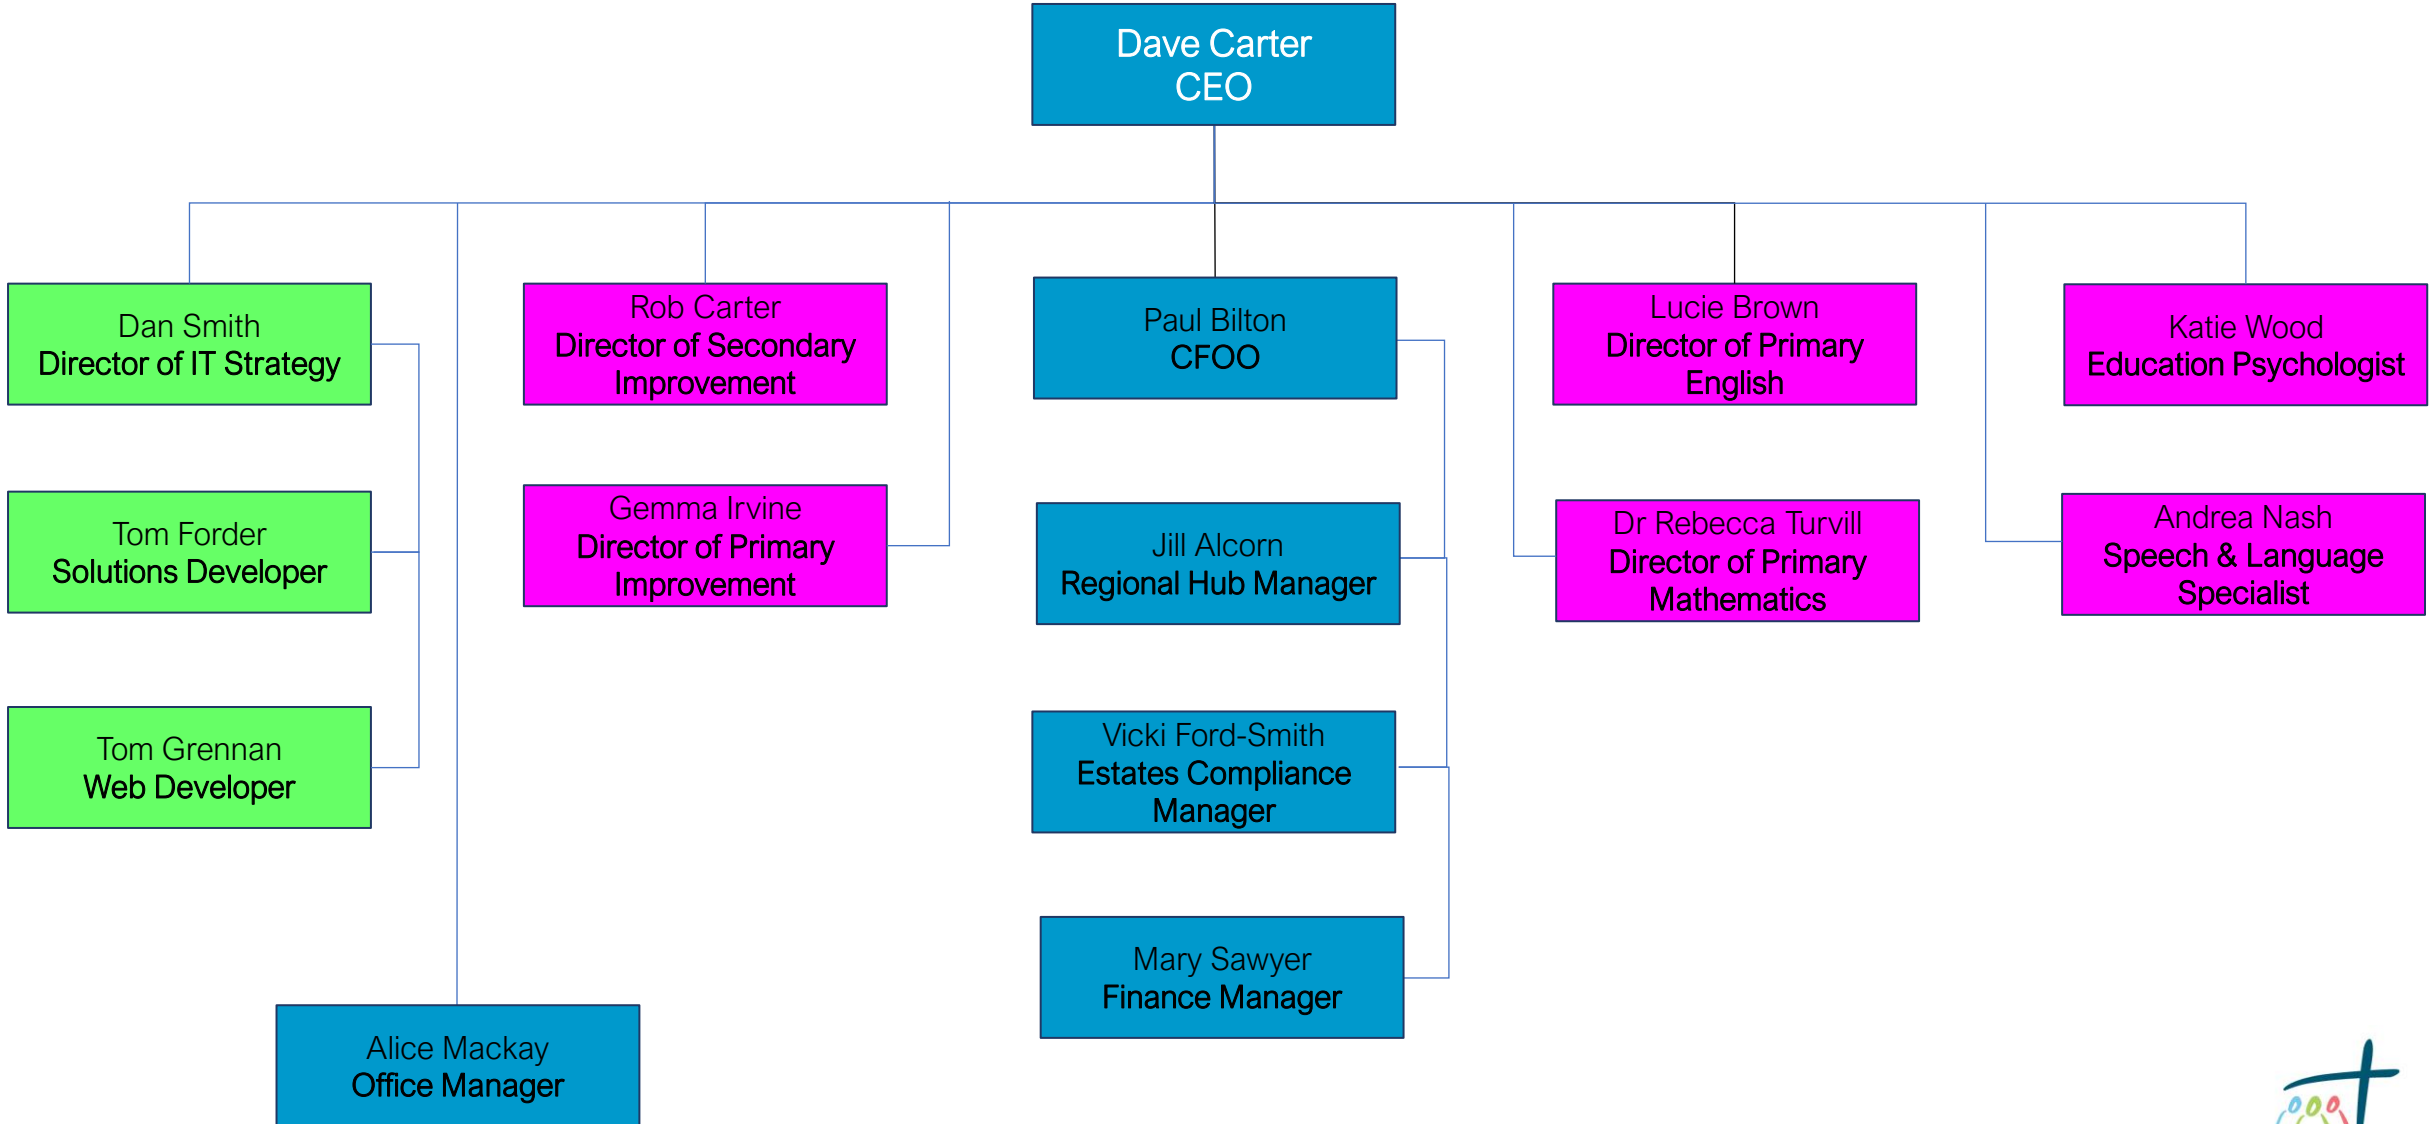 Dave Carter
CEO
Dan Smith
Director of IT Strategy
Rob Carter
Director of Secondary
Improvement
Paul Bilton
CFOO
Lucie Brown
Director of Primary
English
Katie Wood
Education Psychologist
Tom Forder
Solutions Developer
Gemma Irvine
Director of Primary
Improvement
Jill Alcorn
Regional Hub Manager
Dr Rebecca Turvill
Director of Primary
Mathematics
Andrea Nash
Speech & Language
Specialist
Tom Grennan
Web Developer
Vicki Ford-Smith
Estates Compliance
Manager
Mary Sawyer
Finance Manager
Alice Mackay
Office Manager